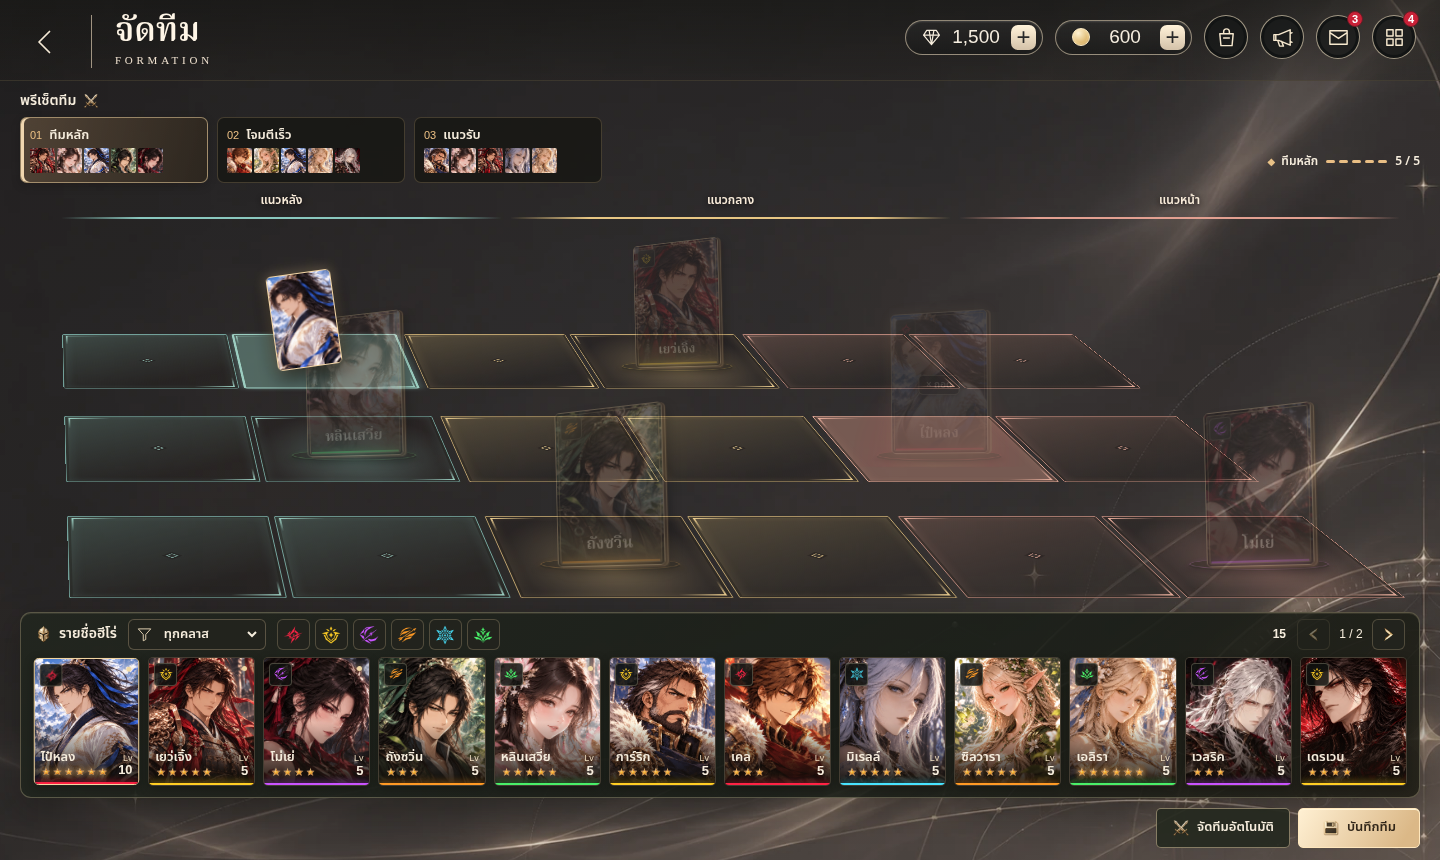 จัดทีม
FORMATION
1,500
600
3
4
พรีเซ็ตทีม
01 ทีมหลัก
02 โจมตีเร็ว
03 แนวรับ
ทีมหลัก 5 / 5
แนวหลัง
แนวกลาง
แนวหน้า
เยว่เจิ้ง
หลินเสวี่ย
ไป๋หลง
ถังซวิ่น
โม่เย่
รายชื่อฮีโร่
ทุกคลาส
15
1 / 2
ไป๋หลง Lv 10
เยว่เจิ้ง Lv 5
โม่เย่ Lv 5
ถังซวิ่น Lv 5
หลินเสวี่ย Lv 5
การ์ริก Lv 5
เคล Lv 5
มิเรลล์ Lv 5
ซิลวารา Lv 5
เอลิรา Lv 5
เวลริค Lv 5
เดรเวน Lv 5
จัดทีมอัตโนมัติ
บันทึกทีม